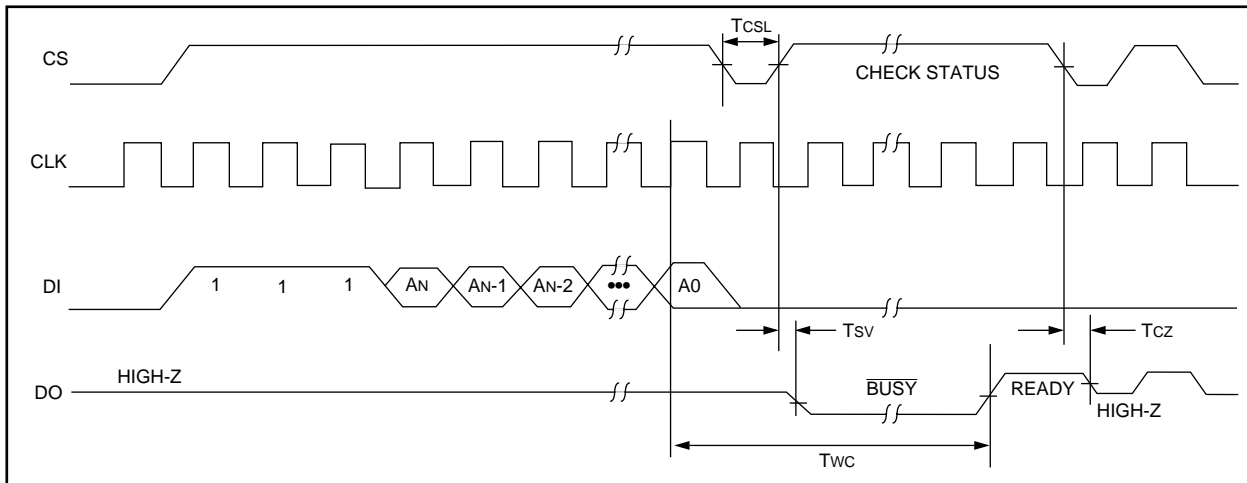 TCSL
CS
CHECK STATUS
CLK
DI
1 1 1 AN AN-1 AN-2 ••• A0
TSV
TCZ
HIGH-Z
DO
BUSY
READY
HIGH-Z
TWC